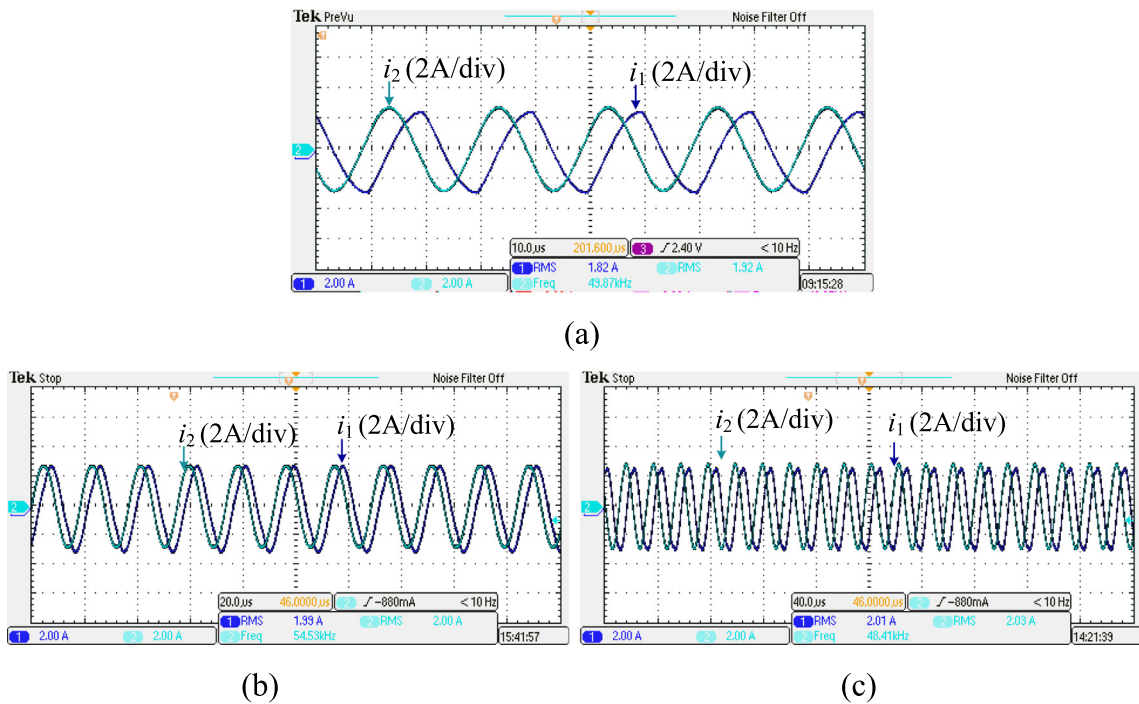 Tek PreVu Noise Filter Off
i₂ (2A/div) i₁ (2A/div)
2
10.0μs 201.600μs 3 2.40 V < 10 Hz
1 RMS 1.82 A 2 RMS 1.92 A
2 Freq 49.87kHz
1 2.00 A 2 2.00 A 09:15:28
(a)
Tek Stop Noise Filter Off
i₂ (2A/div) i₁ (2A/div)
2
20.0μs 46.0000μs 2 -880mA < 10 Hz
1 RMS 1.99 A 2 RMS 2.00 A
2 Freq 54.53kHz
1 2.00 A 2 2.00 A 15:41:57
(b)
Tek Stop Noise Filter Off
i₂ (2A/div) i₁ (2A/div)
2
40.0μs 46.0000μs 2 -880mA < 10 Hz
1 RMS 2.01 A 2 RMS 2.03 A
2 Freq 48.41kHz
1 2.00 A 2 2.00 A 14:21:39
(c)